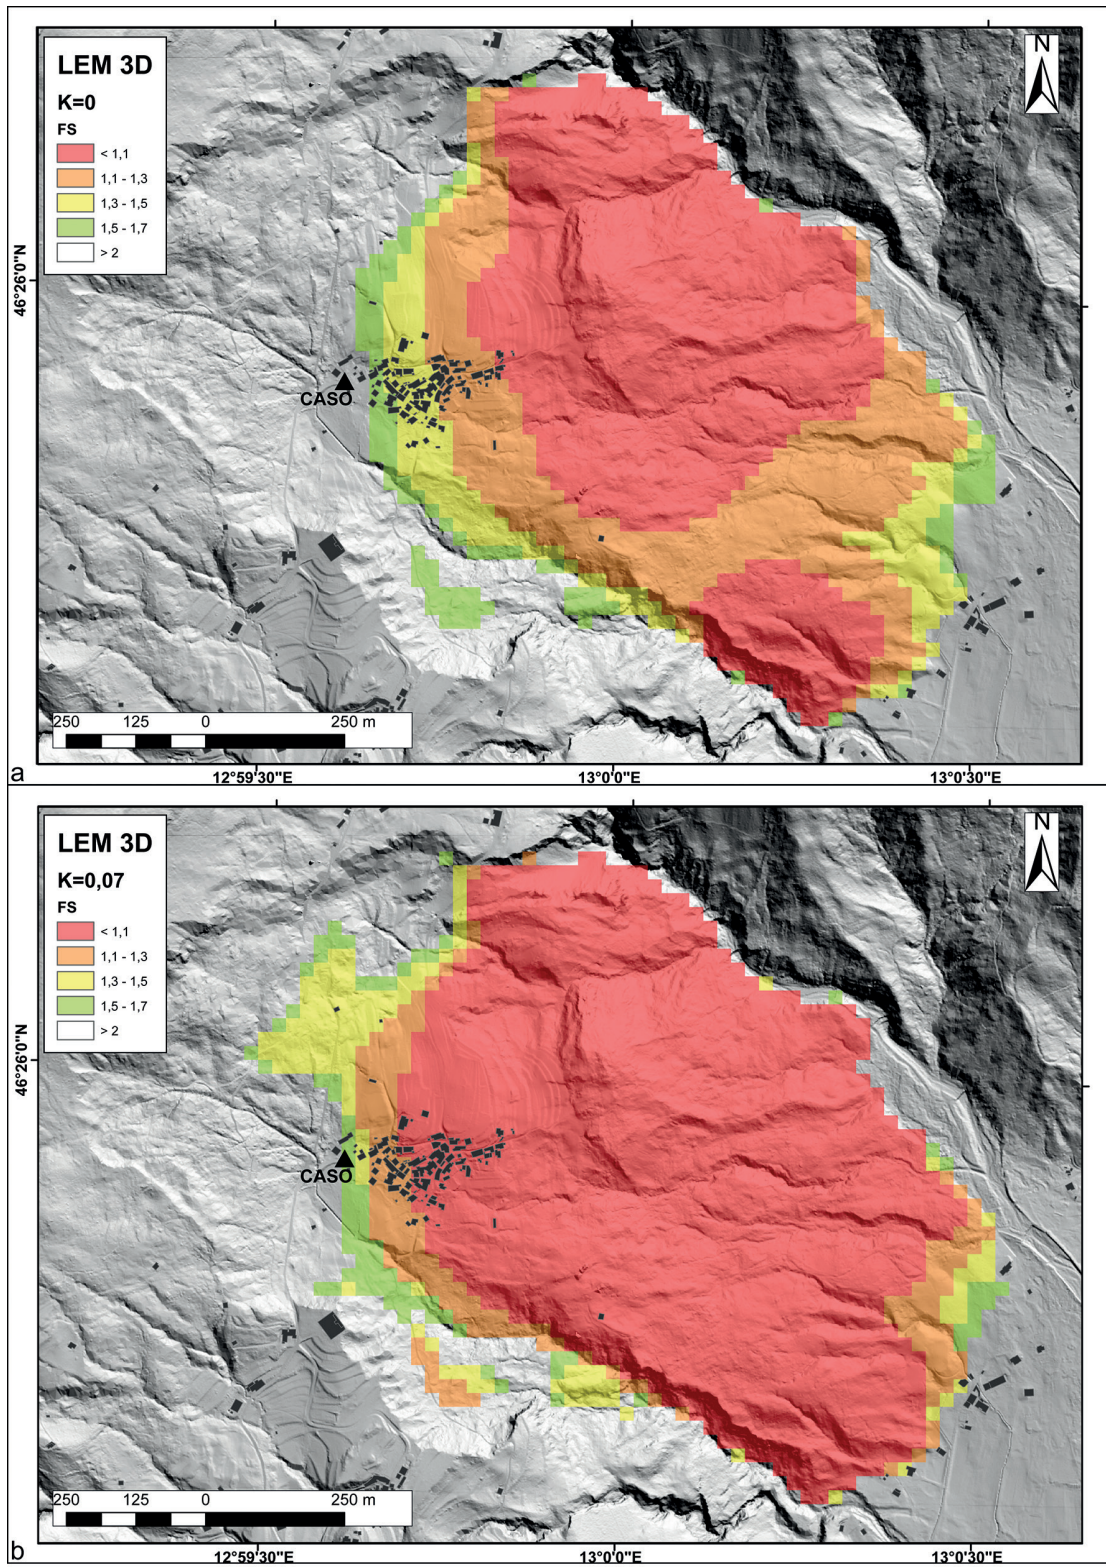 LEM 3D
K=0
FS
< 1,1
1,1 - 1,3
1,3 - 1,5
1,5 - 1,7
> 2
N
46°26'0"N
CASO
250 125 0 250 m
a
12°59'30"E 13°0'0"E 13°0'30"E
LEM 3D
K=0,07
FS
< 1,1
1,1 - 1,3
1,3 - 1,5
1,5 - 1,7
> 2
N
46°26'0"N
CASO
250 125 0 250 m
b
12°59'30"E 13°0'0"E 13°0'30"E